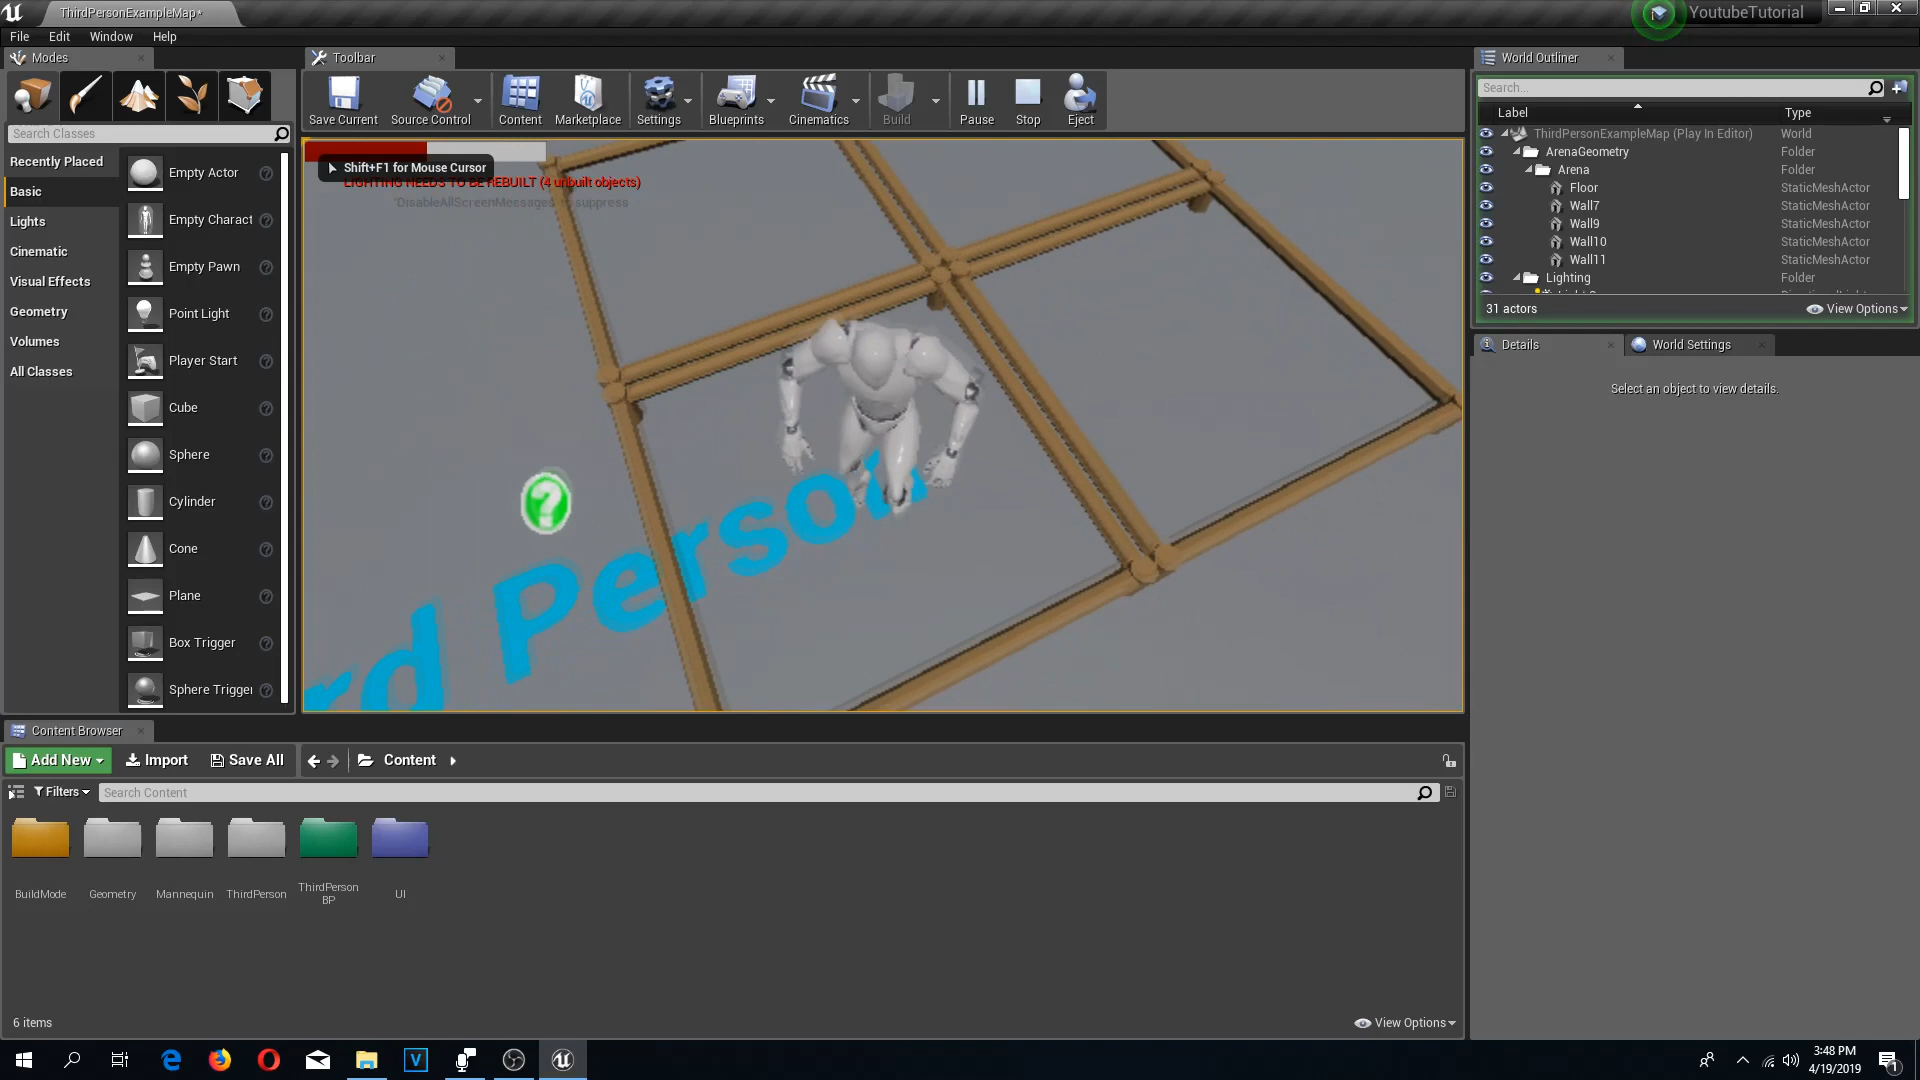 ThirdPersonExampleMap*
YoutubeTutorial
File Edit Window Help
Modes
Toolbar
World Outliner
Search Classes
Save Current
Source Control
Content
Marketplace
Settings
Blueprints
Cinematics
Build
Pause
Stop
Eject
Recently Placed
Basic
Lights
Cinematic
Visual Effects
Geometry
Volumes
All Classes
Empty Actor
Empty Charact
Empty Pawn
Point Light
Player Start
Cube
Sphere
Cylinder
Cone
Plane
Box Trigger
Sphere Trigger
Shift+F1 for Mouse Cursor
LIGHTING NEEDS TO BE REBUILT (4 unbuilt objects)
'DisableAllScreenMessages' to suppress
rd Person
Search...
Label Type
ThirdPersonExampleMap (Play In Editor) World
ArenaGeometry Folder
Arena Folder
Floor StaticMeshActor
Wall7 StaticMeshActor
Wall9 StaticMeshActor
Wall10 StaticMeshActor
Wall11 StaticMeshActor
Lighting Folder
31 actors View Options
Details World Settings
Select an object to view details.
Content Browser
Add New Import Save All Content
Filters Search Content
BuildMode
Geometry
Mannequin
ThirdPerson
ThirdPerson
BP
UI
6 items View Options
3:48 PM
4/19/2019